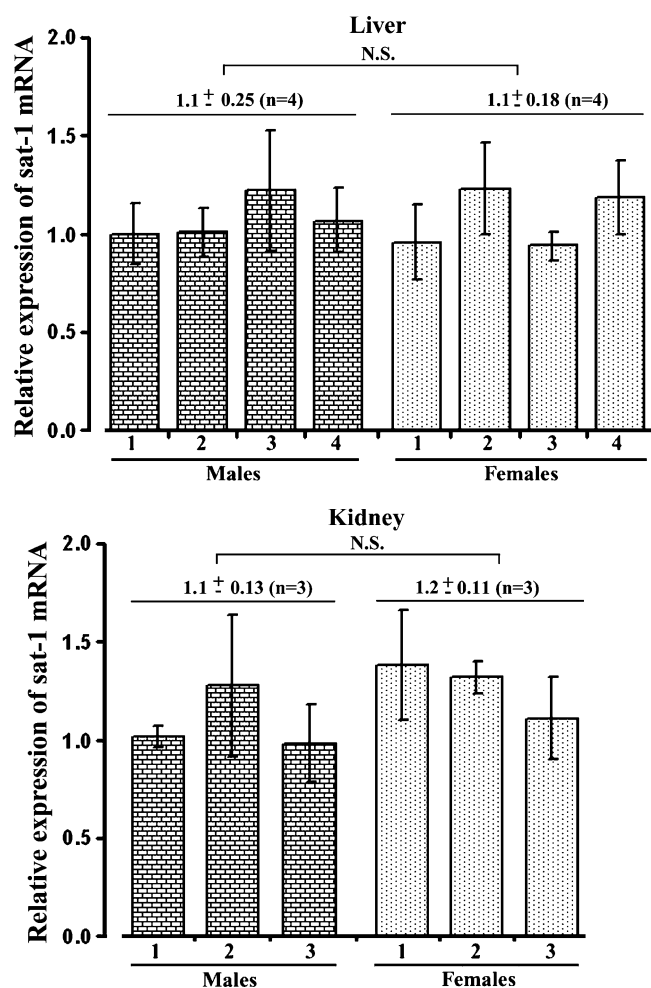 Liver
Relative expression of sat-1 mRNA
2.0
1.5
1.0
0.5
0.0
N.S.
1.1 ± 0.25 (n=4)
1.1 ± 0.18 (n=4)
1 2 3 4 1 2 3 4
Males Females
Kidney
Relative expression of sat-1 mRNA
2.0
1.5
1.0
0.5
0.0
N.S.
1.1 ± 0.13 (n=3)
1.2 ± 0.11 (n=3)
1 2 3 1 2 3
Males Females